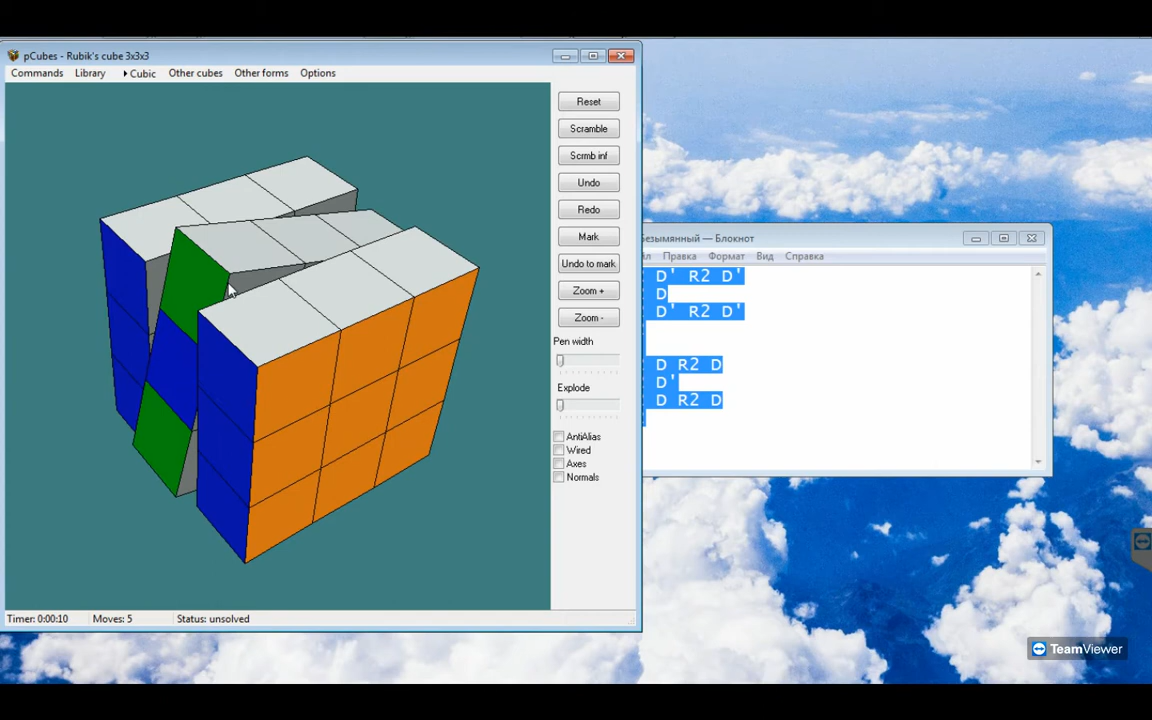 pCubes - Rubik's cube 3x3x3
Commands Library Cubic Other cubes Other forms Options
Reset
Scramble
Scrmb inf
Undo
Redo
Mark
Undo to mark
Zoom +
Zoom -
Pen width
Explode
AntiAlias
Wired
Axes
Normals
Timer: 0:00:10 Moves: 5 Status: unsolved
Безымянный — Блокнот
Правка Формат Вид Справка
D' R2 D'
D
D' R2 D'
D R2 D
D'
D R2 D
TeamViewer